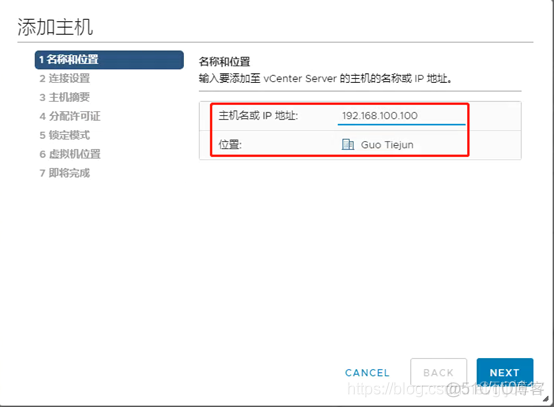 添加主机
1 名称和位置
2 连接设置
3 主机摘要
4 分配许可证
5 锁定模式
6 虚拟机位置
7 即将完成
名称和位置
输入要添加至 vCenter Server 的主机的名称或 IP 地址。
主机名或 IP 地址: 192.168.100.100
位置: Guo Tiejun
CANCEL BACK NEXT
@51CTO博客